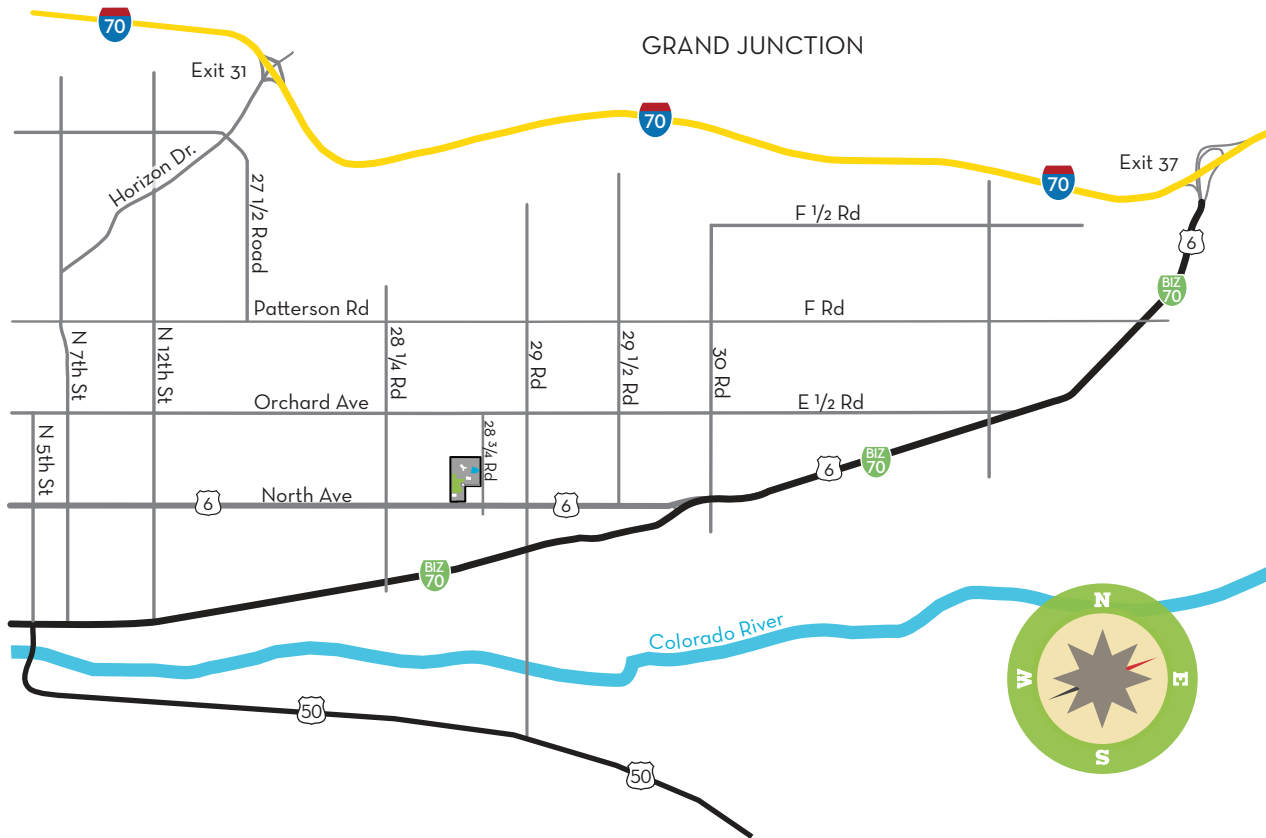 70
GRAND JUNCTION
Exit 31
70
Horizon Dr.
Exit 37
70
27 1/2 Road
F 1/2 Rd
6
BIZ
70
Patterson Rd
F Rd
N 7th St
N 12th St
28 1/4 Rd
29 Rd
29 1/2 Rd
30 Rd
Orchard Ave
E 1/2 Rd
N 5th St
28 3/4 Rd
BIZ
70
6
North Ave
6
6
BIZ
70
Colorado River
N
W
E
S
50
50